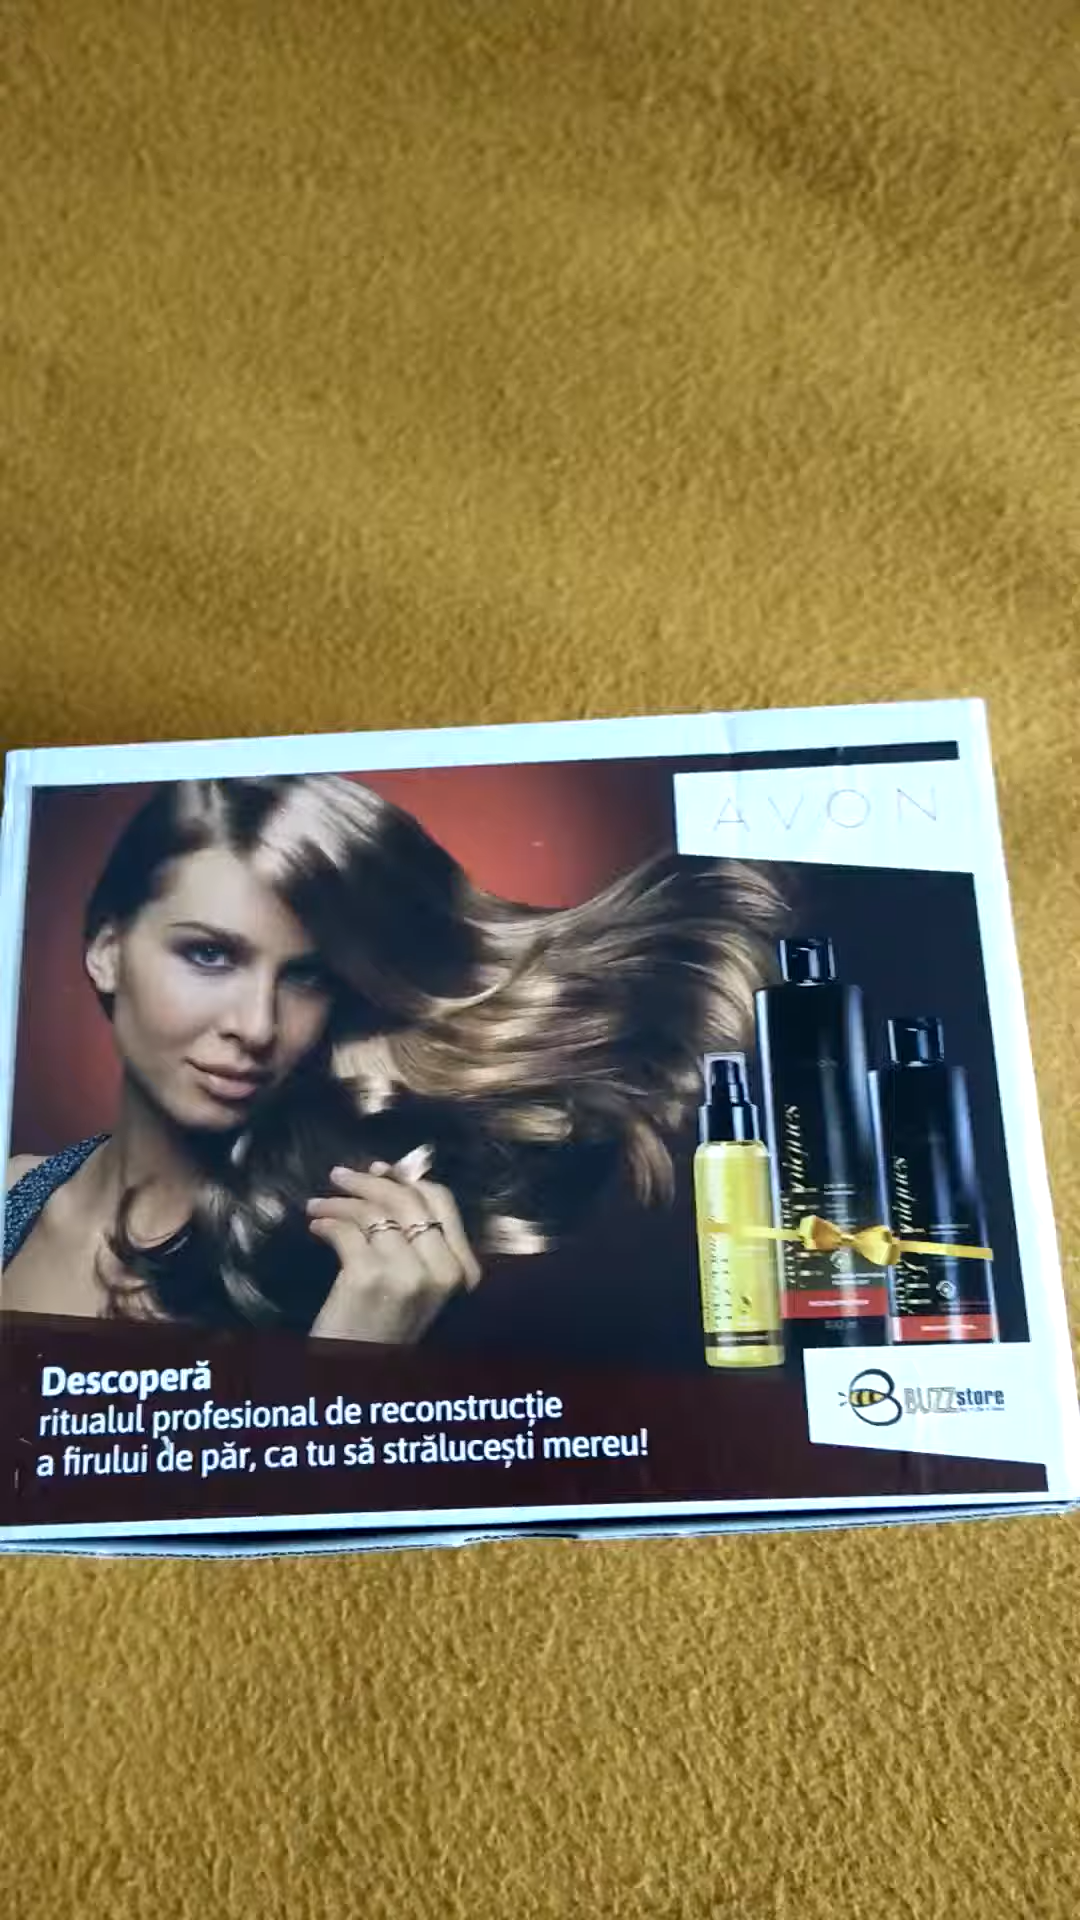 AVON
Descoperă
ritualul profesional de reconstrucție
a firului de păr, ca tu să strălucești mereu!
BUZZstore